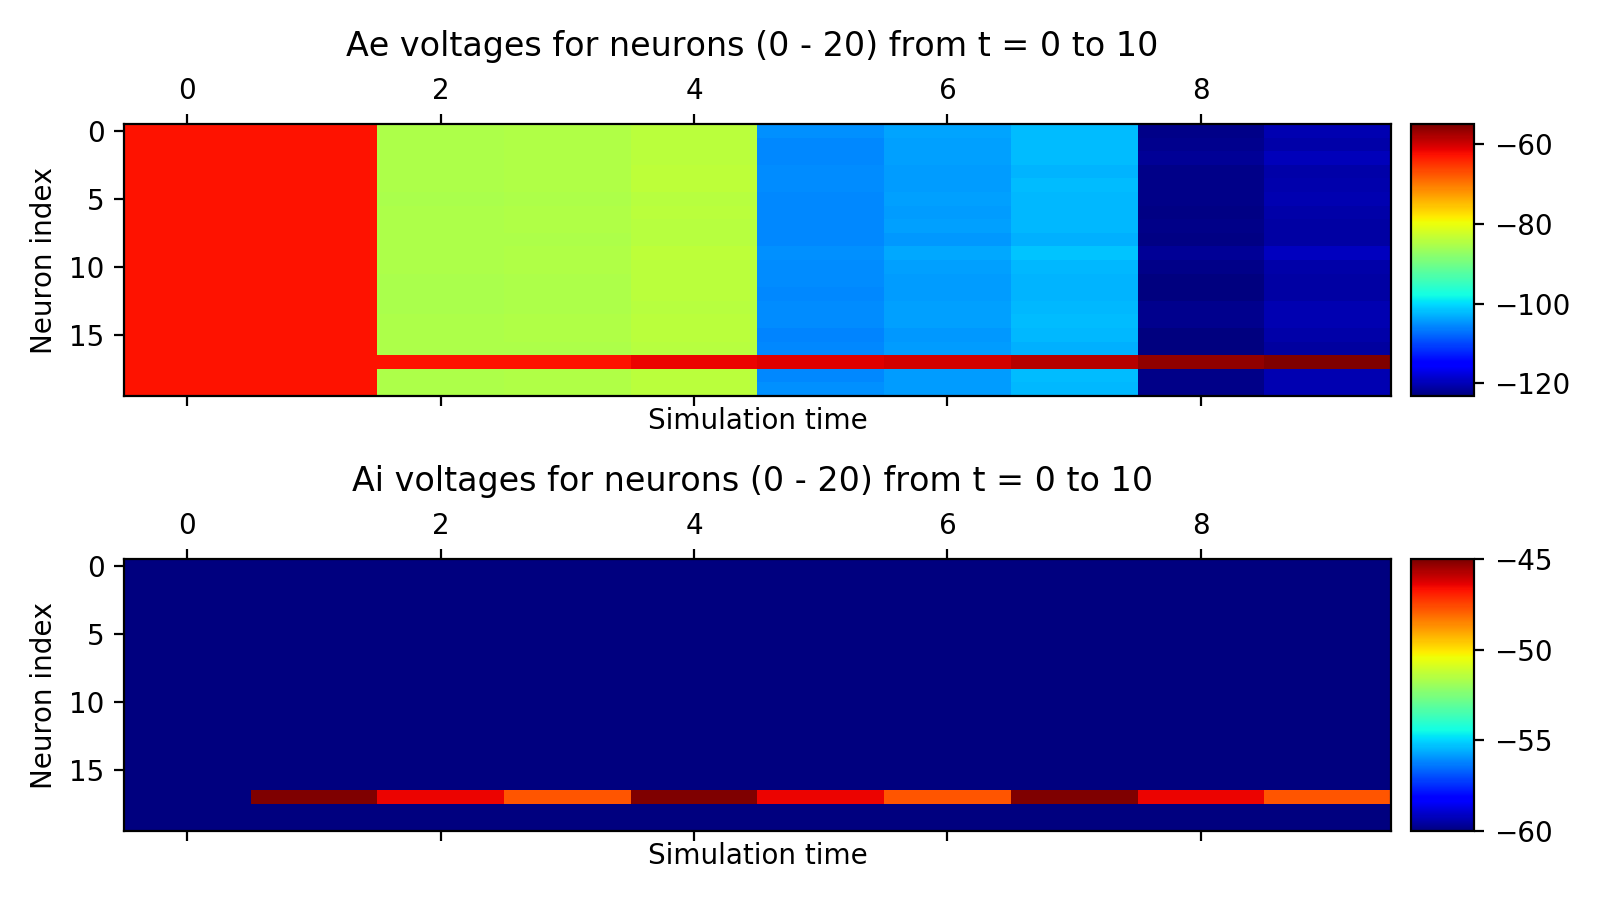 Ae voltages for neurons (0 - 20) from t = 0 to 10
0 2 4 6 8
Neuron index
0
5
10
15
−60
−80
−100
−120
Simulation time
Ai voltages for neurons (0 - 20) from t = 0 to 10
0 2 4 6 8
Neuron index
0
5
10
15
−45
−50
−55
−60
Simulation time